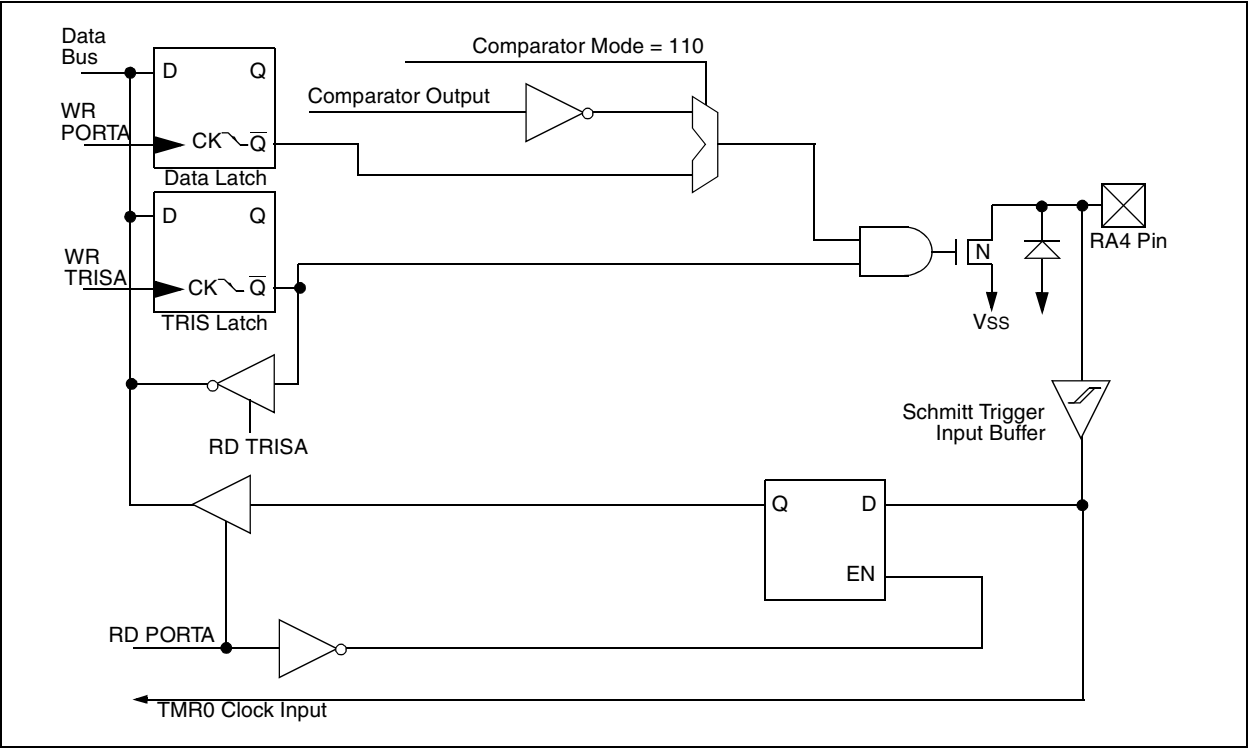 Data
Bus
Comparator Mode = 110
D
Q
Comparator Output
WR
PORTA
CK
Q̅
Data Latch
D
Q
RA4 Pin
WR
TRISA
CK
Q̅
N
TRIS Latch
VSS
Schmitt Trigger
Input Buffer
RD TRISA
Q
D
EN
RD PORTA
TMR0 Clock Input